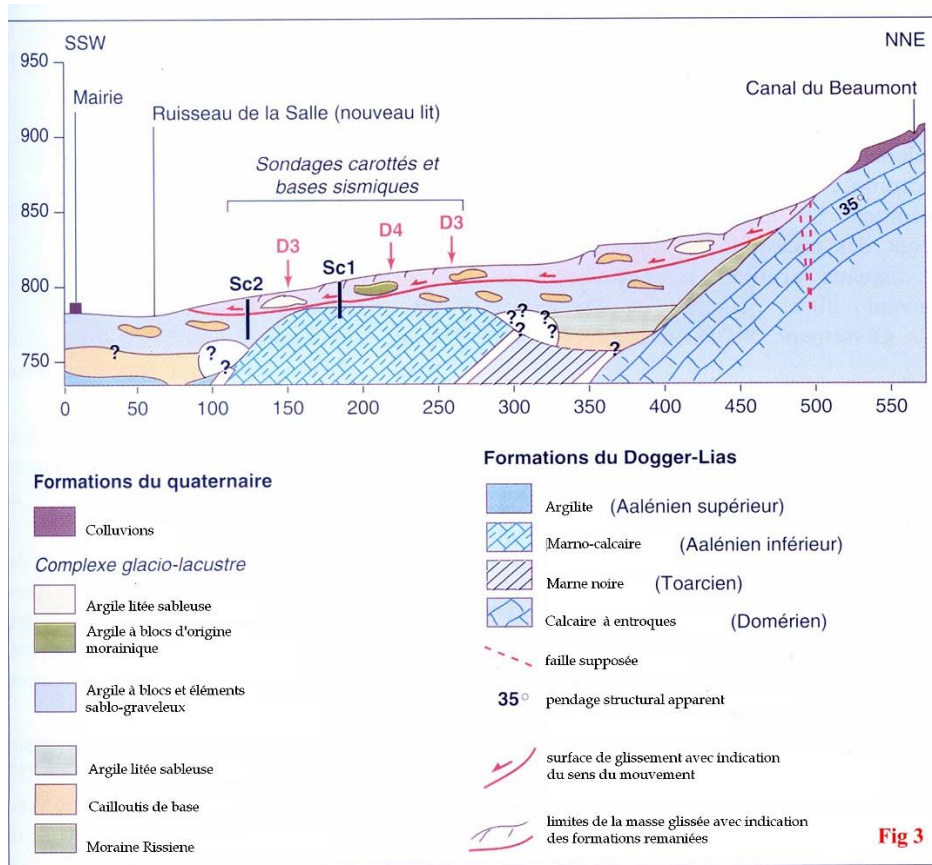 SSW
NNE
950
900
850
800
750
Mairie
Ruisseau de la Salle (nouveau lit)
Canal du Beaumont
Sondages carottés et
bases sismiques
D3
D4
D3
Sc2
Sc1
35°
?
?
?
?
?
?
?
?
?
?
0
50
100
150
200
250
300
350
400
450
500
550
Formations du quaternaire
Colluvions
Complexe glacio-lacustre
Argile litée sableuse
Argile à blocs d'origine
morainique
Argile à blocs et éléments
sablo-graveleux
Argile litée sableuse
Cailloutis de base
Moraine Rissiene
Formations du Dogger-Lias
Argilite (Aalénien supérieur)
Marno-calcaire (Aalénien inférieur)
Marne noire (Toarcien)
Calcaire à entroques (Domérien)
faille supposée
35° pendage structural apparent
surface de glissement avec indication
du sens du mouvement
limites de la masse glissée avec indication
des formations remaniées
Fig 3